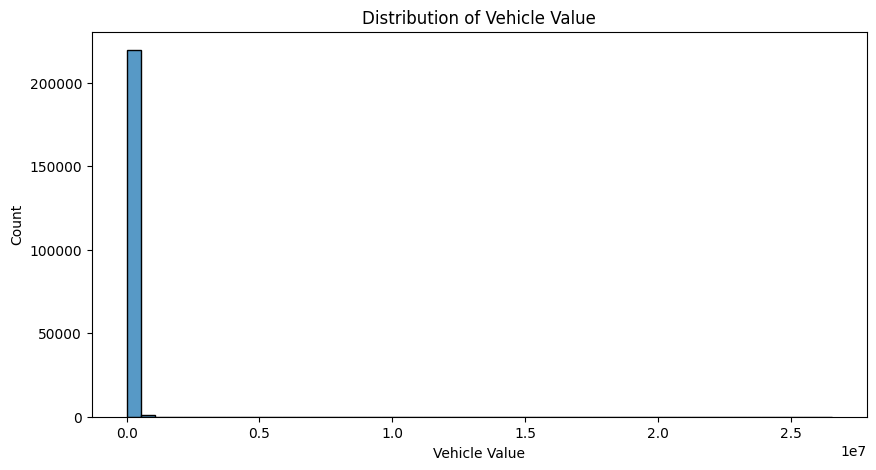 Distribution of Vehicle Value
200000
150000
100000
50000
0
Count
0.0 0.5 1.0 1.5 2.0 2.5
1e7
Vehicle Value